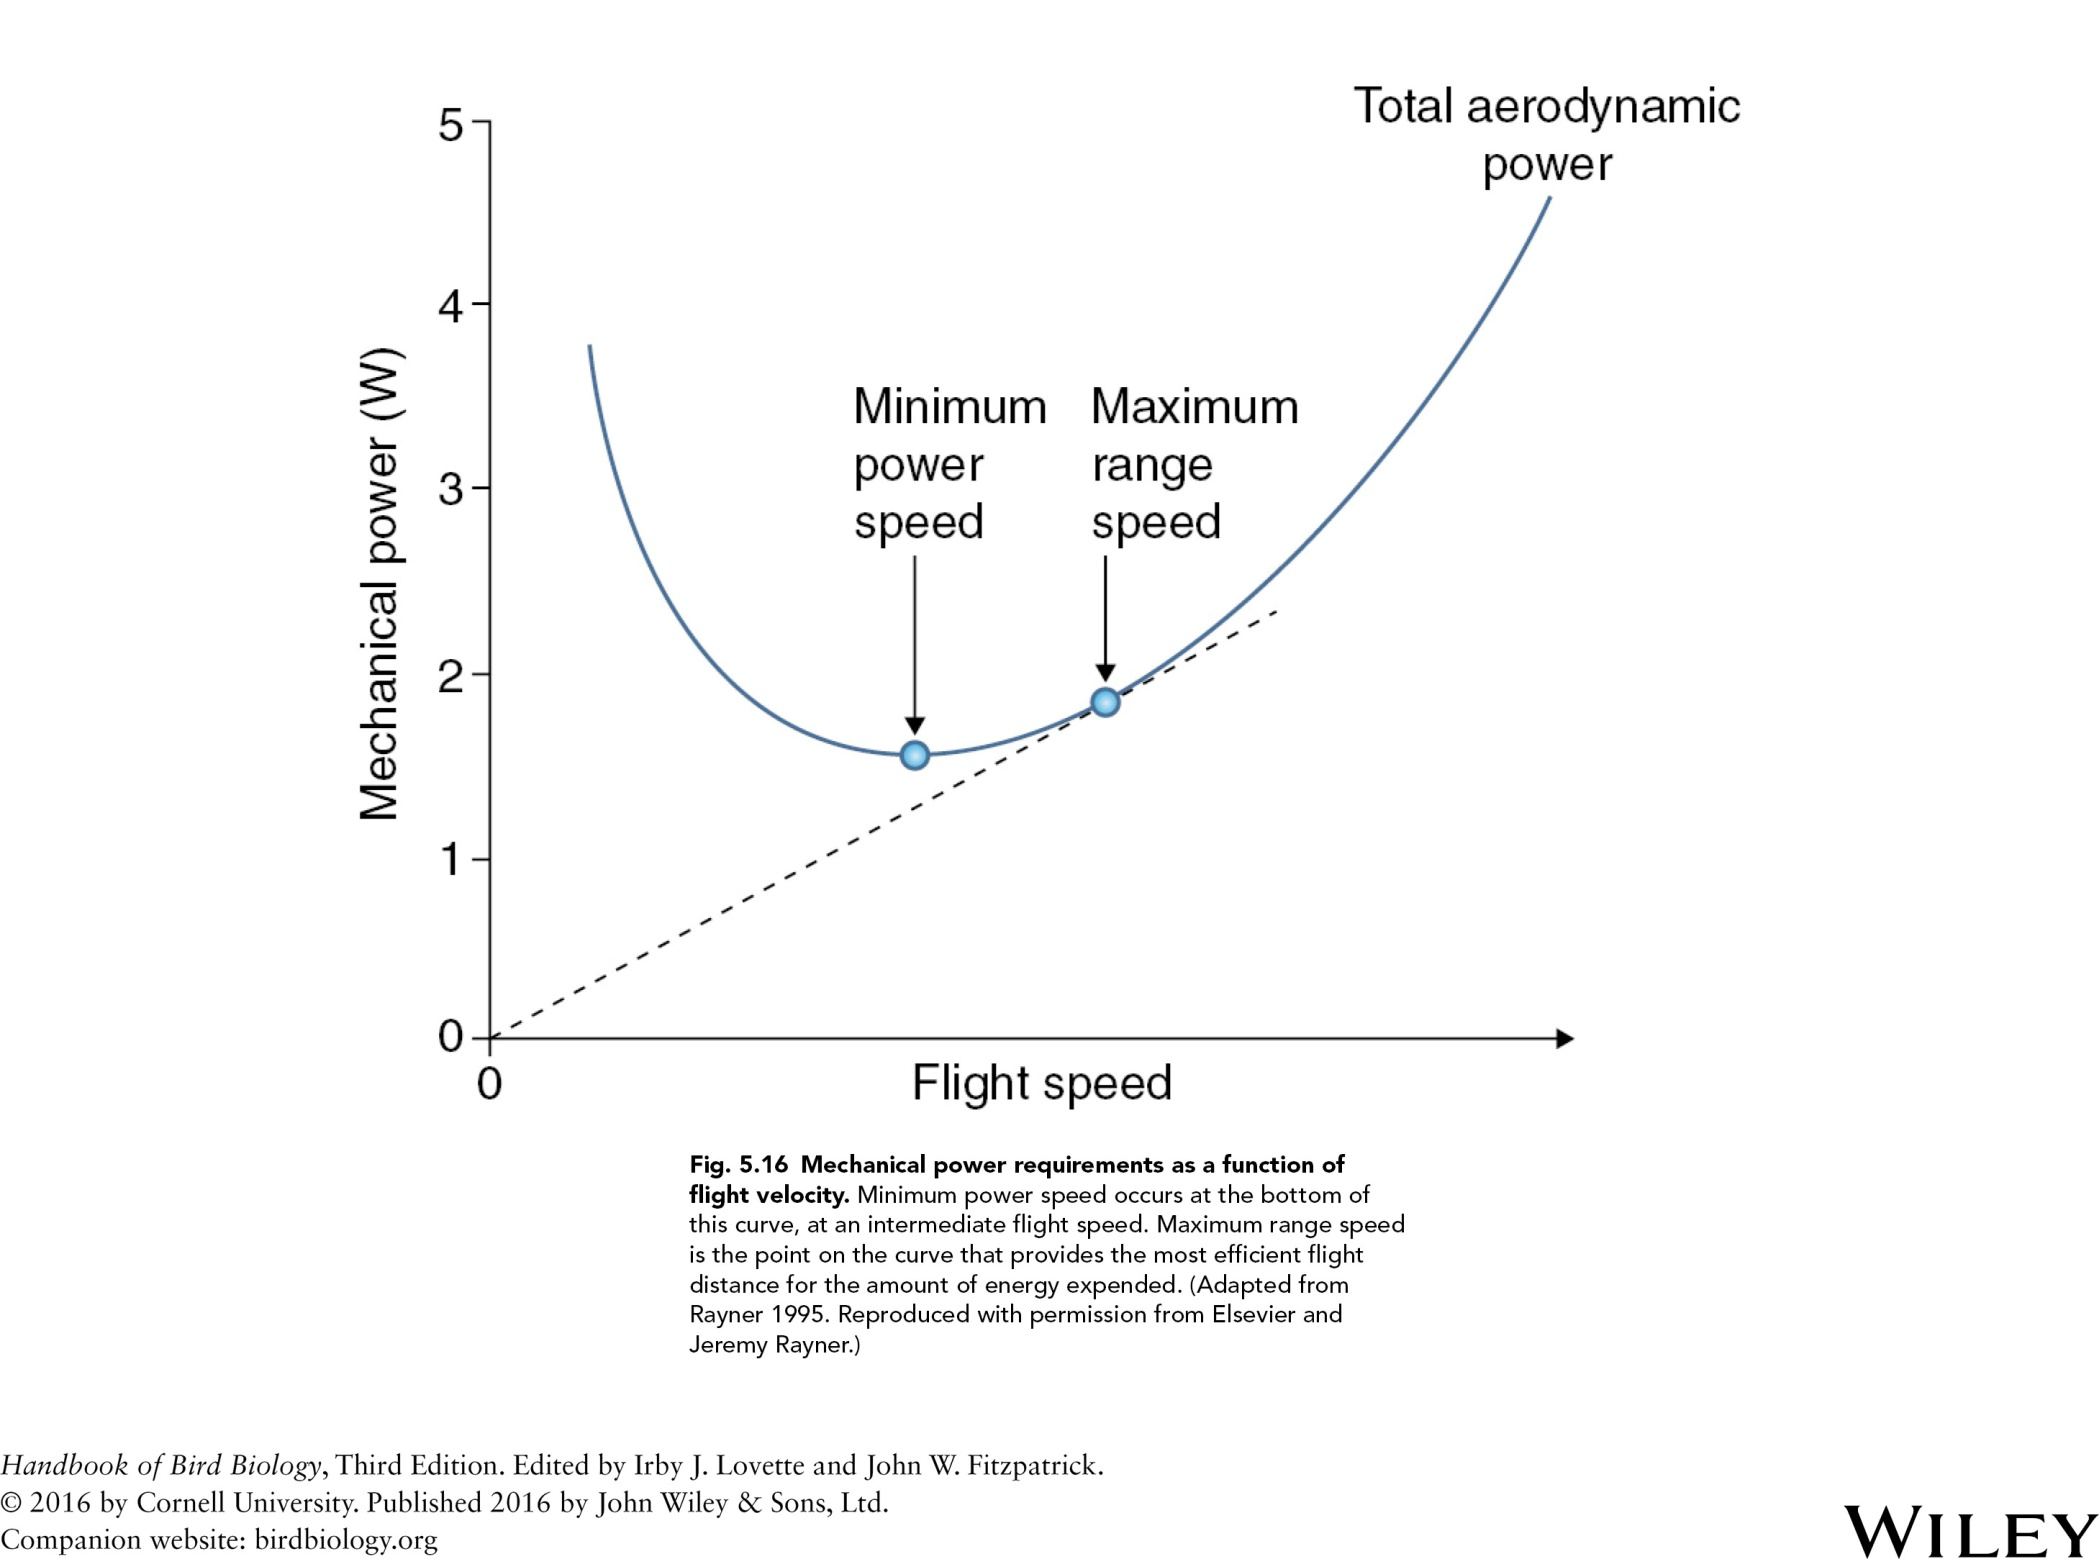 Total aerodynamic
power
5
4
3
2
1
0
0
Mechanical power (W)
Minimum
power
speed
Maximum
range
speed
Flight speed
Fig. 5.16 Mechanical power requirements as a function of
flight velocity. Minimum power speed occurs at the bottom of
this curve, at an intermediate flight speed. Maximum range speed
is the point on the curve that provides the most efficient flight
distance for the amount of energy expended. (Adapted from
Rayner 1995. Reproduced with permission from Elsevier and
Jeremy Rayner.)
Handbook of Bird Biology, Third Edition. Edited by Irby J. Lovette and John W. Fitzpatrick.
© 2016 by Cornell University. Published 2016 by John Wiley & Sons, Ltd.
Companion website: birdbiology.org
WILEY